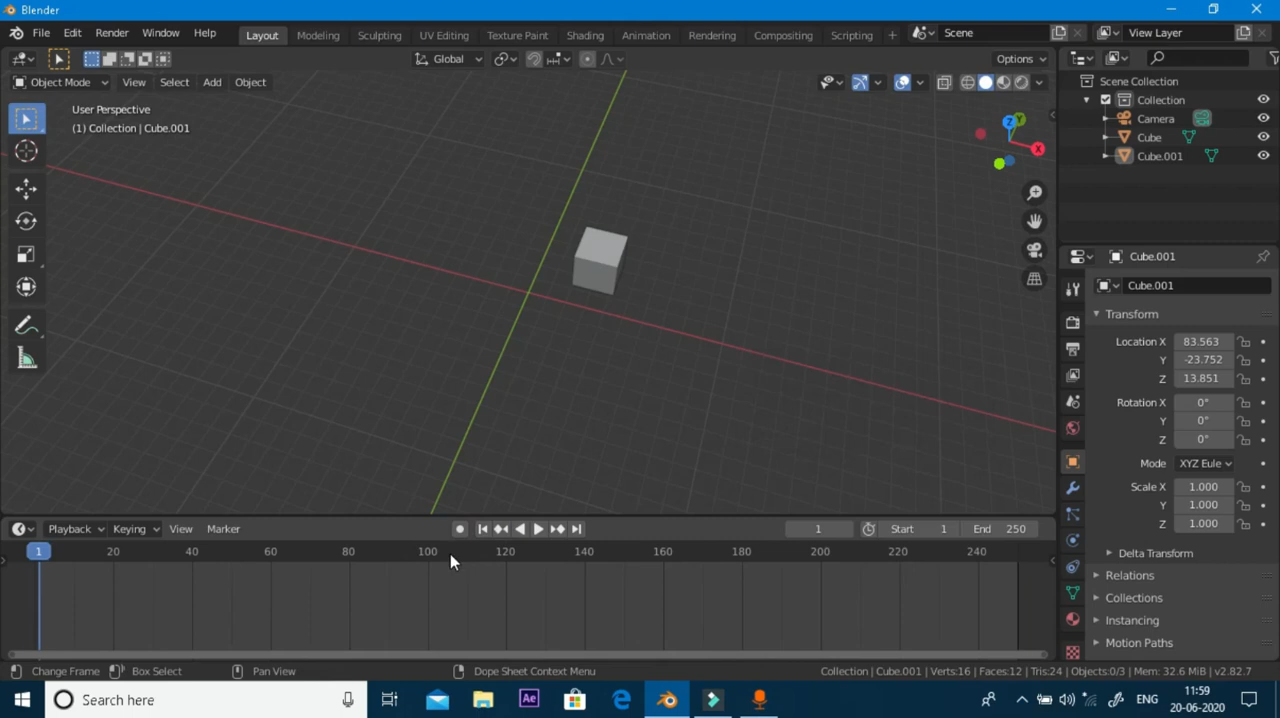 Blender
File Edit Render Window Help Layout Modeling Sculpting UV Editing Texture Paint Shading Animation Rendering Compositing Scripting + Scene View Layer
Global Options
Object Mode View Select Add Object
User Perspective
(1) Collection | Cube.001
Z Y X
Scene Collection
Collection
Camera
Cube
Cube.001
Cube.001
Cube.001
Transform
Location X 83.563
Y -23.752
Z 13.851
Rotation X 0°
Y 0°
Z 0°
Mode XYZ Eule
Scale X 1.000
Y 1.000
Z 1.000
Delta Transform
Relations
Collections
Instancing
Motion Paths
Playback Keying View Marker 1 Start 1 End 250
1 20 40 60 80 100 120 140 160 180 200 220 240
Change Frame Box Select Pan View Dope Sheet Context Menu Collection | Cube.001 | Verts:16 | Faces:12 | Tris:24 | Objects:0/3 | Mem: 32.6 MiB | v2.82.7
Search here Ae ENG 11:59
20-06-2020